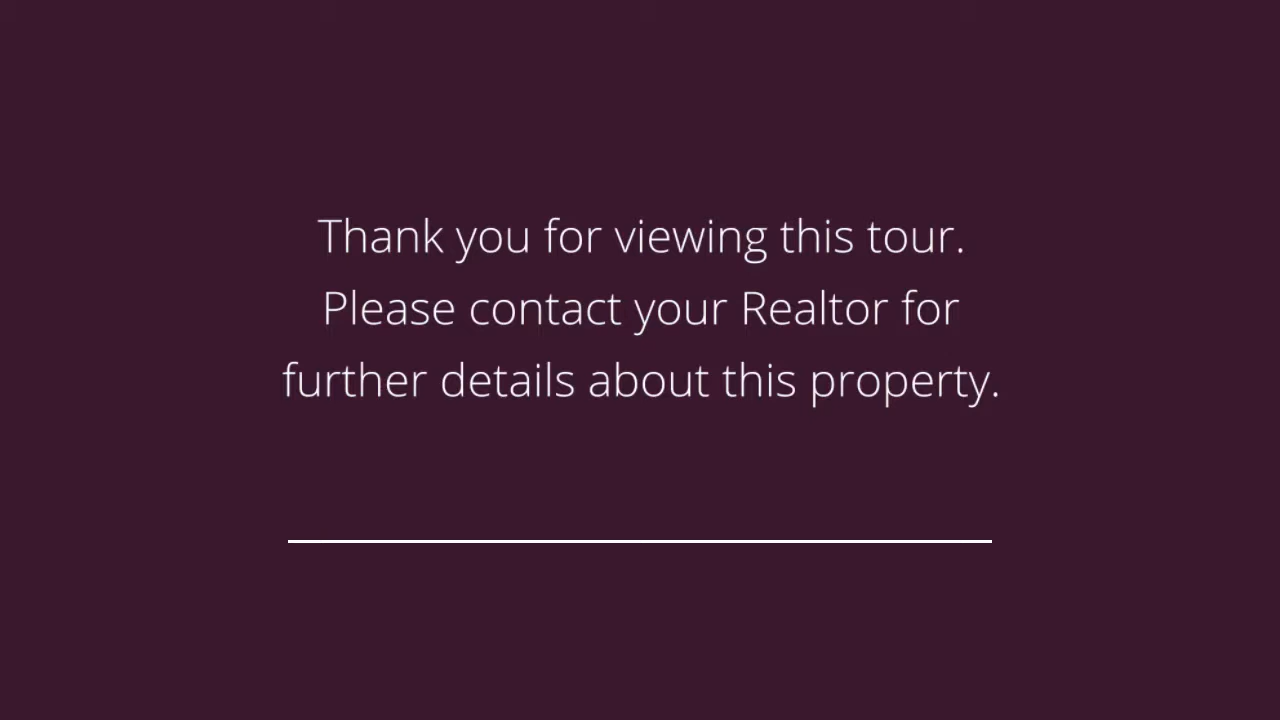 Thank you for viewing this tour.
Please contact your Realtor for
further details about this property.